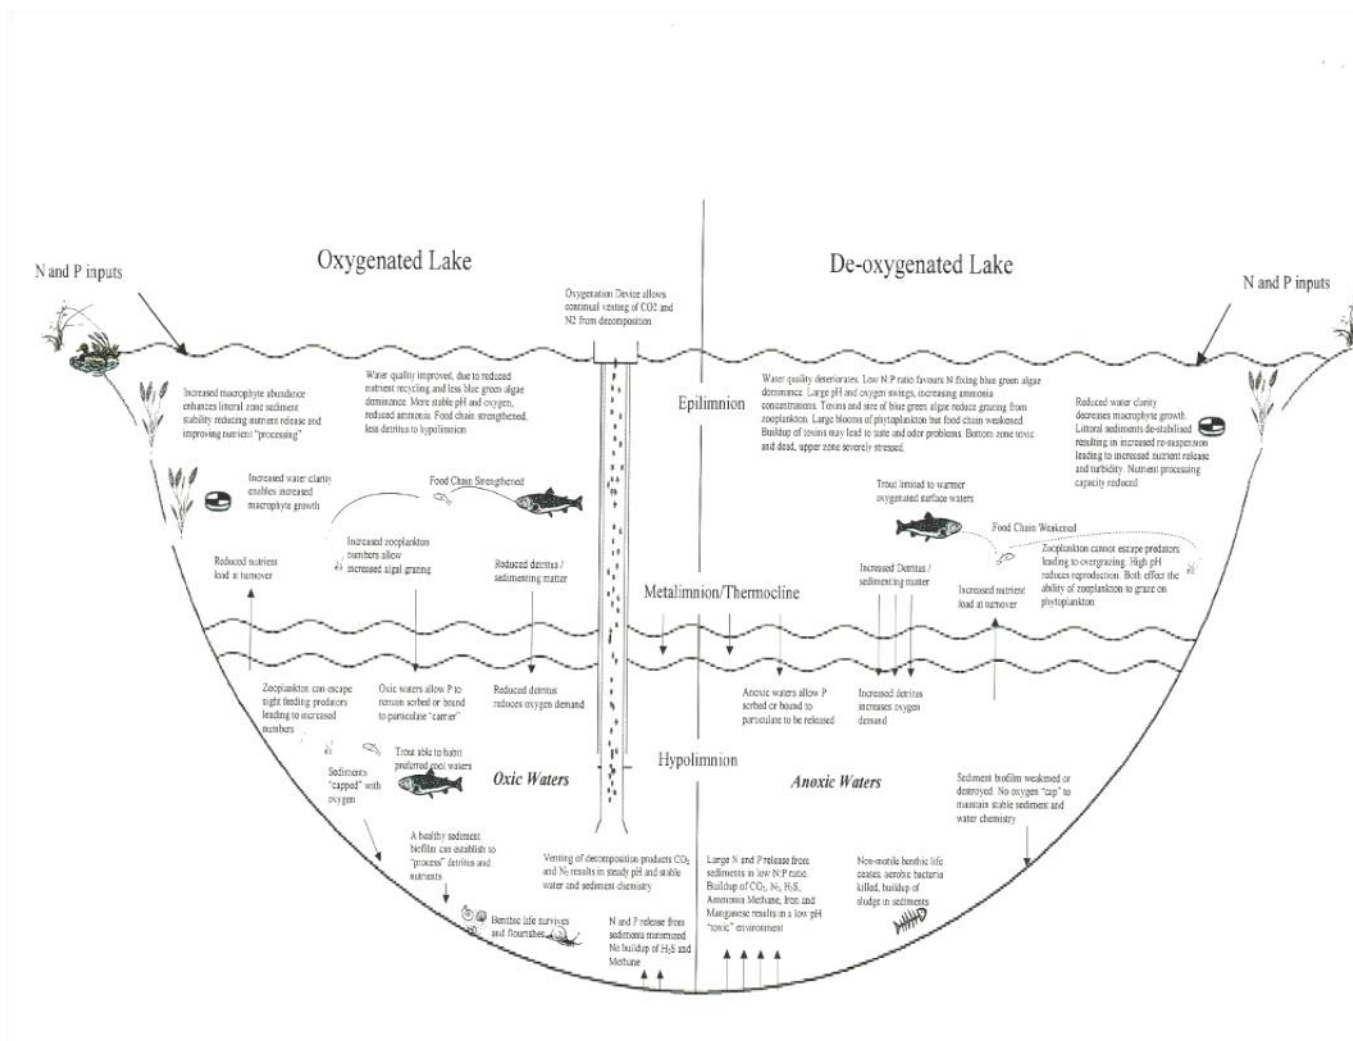 Oxygenated Lake
De-oxygenated Lake
N and P inputs
N and P inputs
Oxygenation Device allows
continual venting of CO2 and
N2 from decomposition
Increased macrophyte abundance
enhances littoral zone sediment
stability reducing nutrient release and
improving nutrient "processing"
Water quality improved, due to reduced
nutrient recycling and less blue green algae
dominance. More stable pH and oxygen,
reduced ammonia. Food chain strengthened,
less detritus to hypolimnion
Epilimnion
Water quality deteriorates. Low N:P ratio favours N fixing blue green algae
dominance. Large pH and oxygen swings, increasing ammonia
concentrations. Toxins and size of blue green algae reduce grazing from
zooplankton. Large blooms of phytoplankton but food chain weakened
Buildup of toxins may lead to taste and odor problems. Bottom zone toxic
and dead, upper zone severely stressed.
Reduced water clarity
decreases macrophyte growth.
Littoral sediments de-stabilised
resulting in increased re-suspension
leading to increased nutrient release
and turbidity. Nutrient processing
capacity reduced
Increased water clarity
enables increased
macrophyte growth
Food Chain Strengthened
Trout limited to warmer
oxygenated surface waters
Food Chain Weakened
Reduced nutrient
load at turnover
Increased zooplankton
numbers allow
increased algal grazing
Reduced detritus /
sedimenting matter
Metalimnion/Thermocline
Increased Detritus /
sedimenting matter
Increased nutrient
load at turnover
Zooplankton cannot escape predators
leading to overgrazing. High pH
reduces reproduction. Both effect the
ability of zooplankton to graze on
phytoplankton
Zooplankton can escape
sight feeding predators
leading to increased
numbers
Oxic waters allow P to
remain sorbed or bound
to particulate "carrier"
Reduced detritus
reduces oxygen demand
Anoxic waters allow P
sorbed or bound to
particulate to be released
Increased detritus
increases oxygen
demand
Hypolimnion
Sediments
"capped" with
oxygen
Trout able to habit
preferred cool waters
Oxic Waters
Anoxic Waters
Sediment biofilm weakened or
destroyed. No oxygen "cap" to
maintain stable sediment and
water chemistry
A healthy sediment
biofilm can establish to
"process" detritus and
nutrients
Venting of decomposition products CO₂
and N₂ results in steady pH and stable
water and sediment chemistry
Large N and P release from
sediments in low N:P ratio.
Buildup of CO₂, N₂, H₂S,
Ammonia Methane, Iron and
Manganese results in a low pH
"toxic" environment
Non-motile benthic life
ceases, aerobic bacteria
killed, buildup of
sludge in sediments
Benthic life survives
and flourishes
N and P release from
sediments minimized
No buildup of H₂S and
Methane